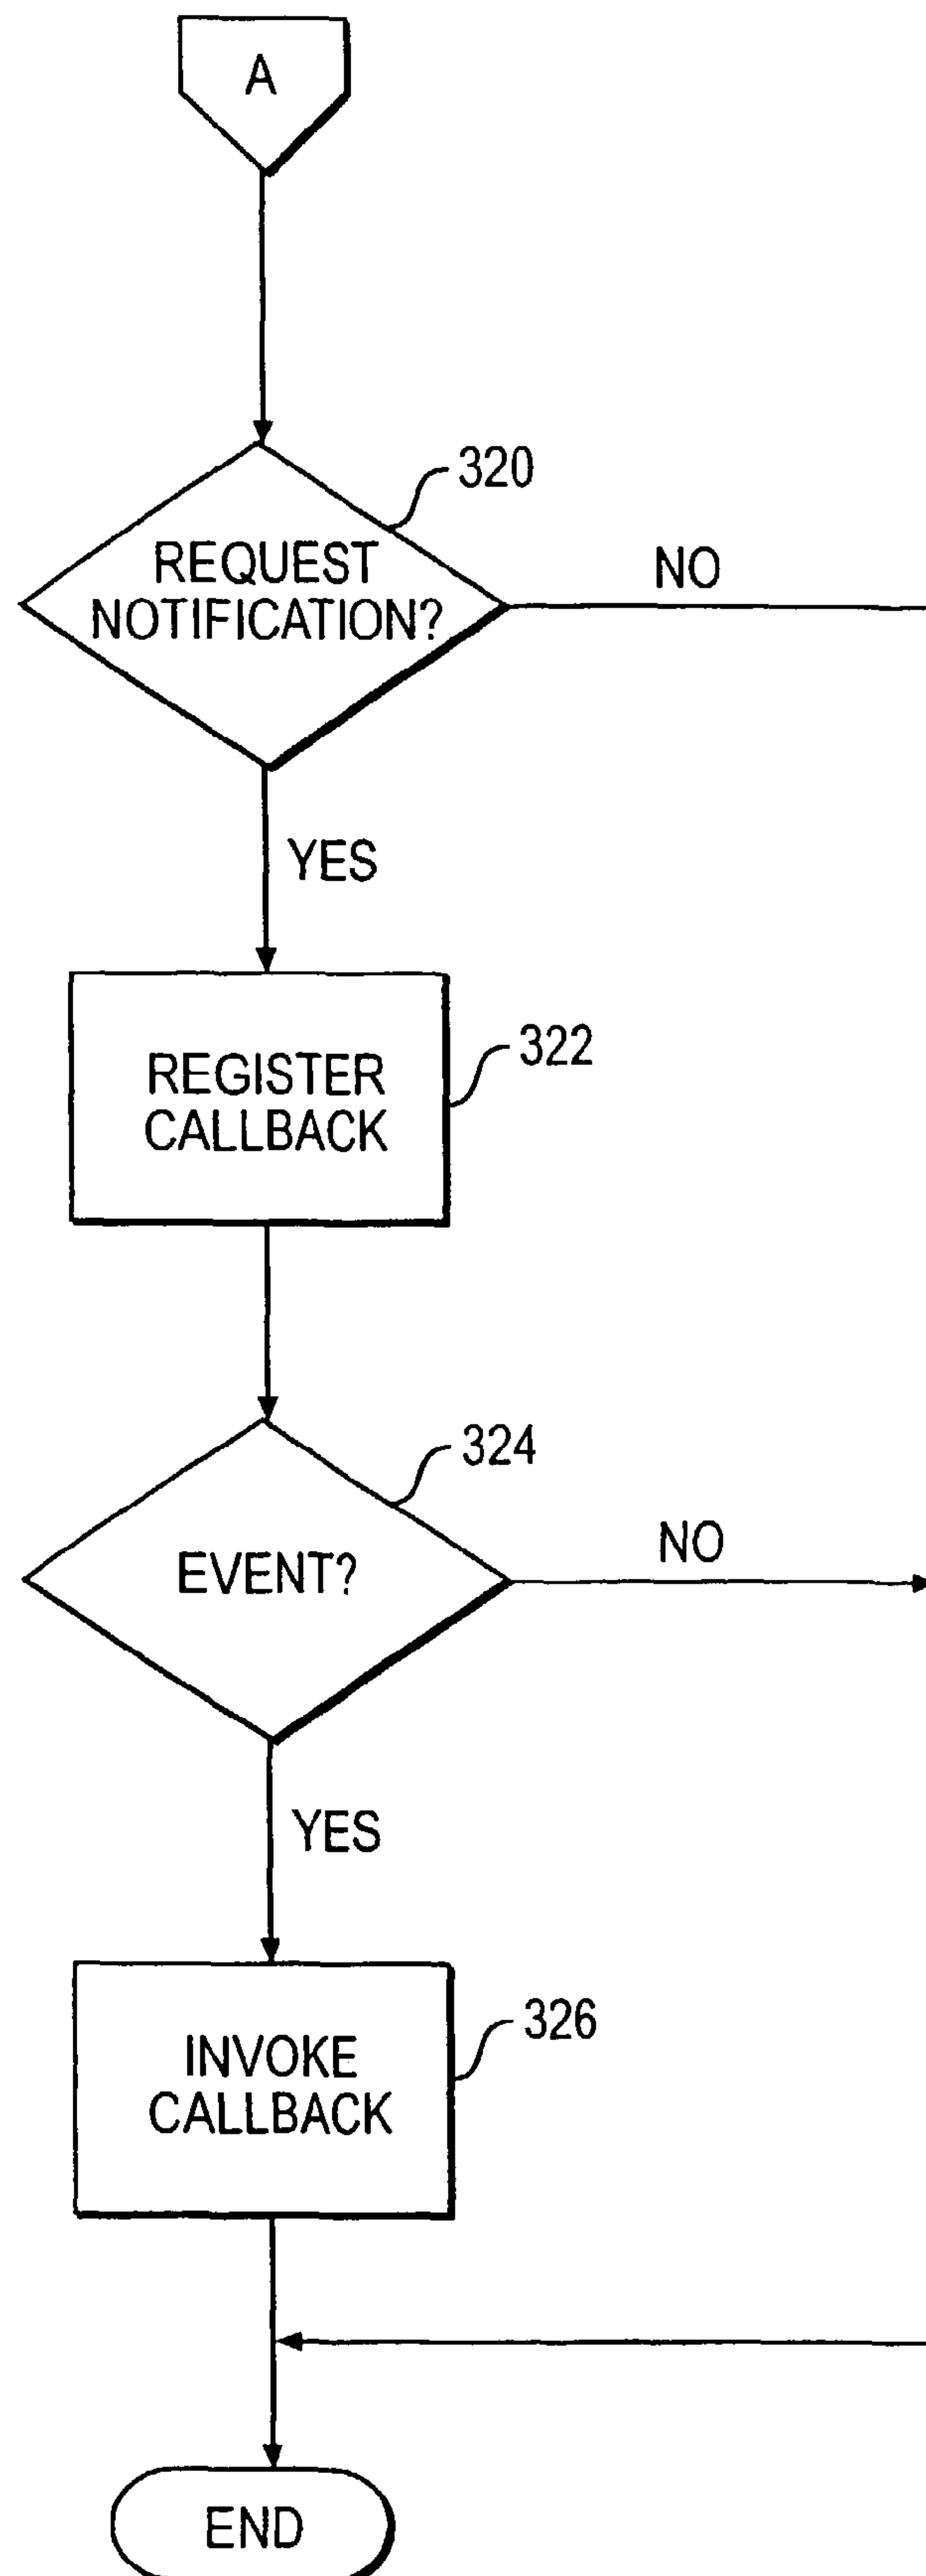 A
320
REQUEST
NOTIFICATION?
NO
YES
322
REGISTER
CALLBACK
324
EVENT?
NO
YES
326
INVOKE
CALLBACK
END